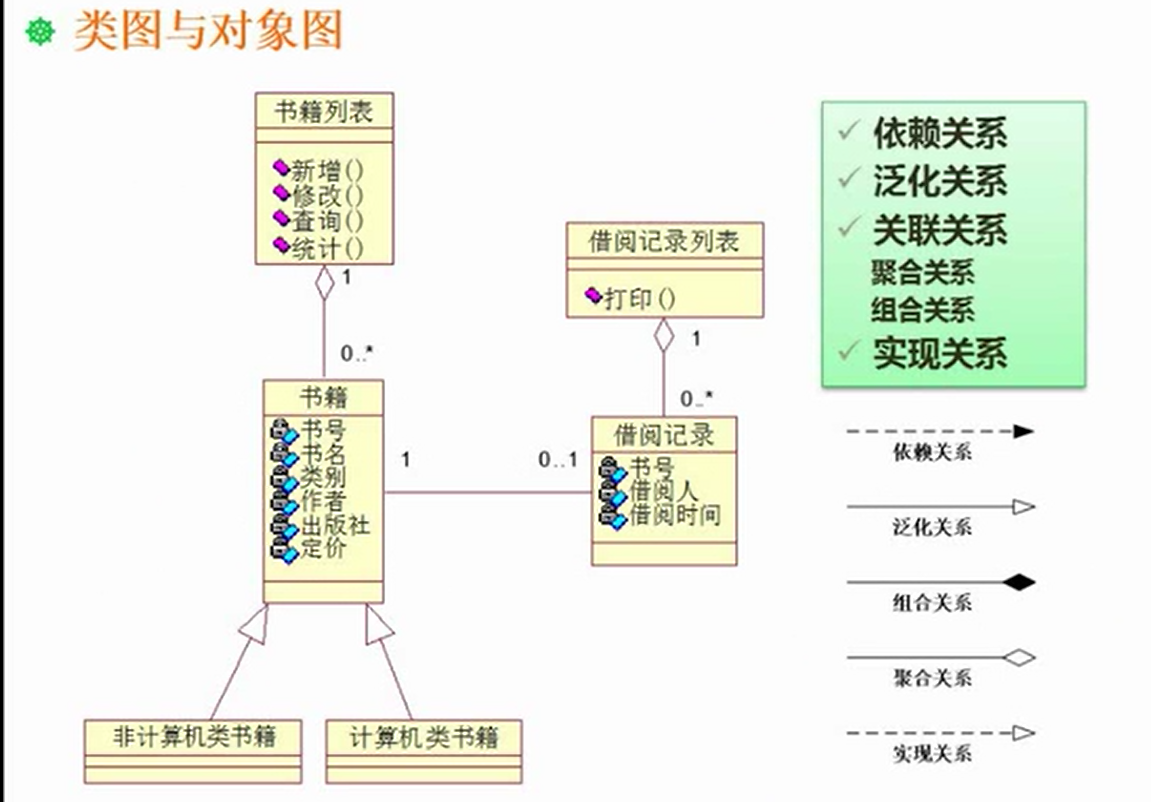 类图与对象图
书籍列表
新增()
修改()
查询()
统计()
1
0..*
书籍
书号
书名
类别
作者
出版社
定价
1
0..1
借阅记录列表
打印()
1
0..*
借阅记录
书号
借阅人
借阅时间
非计算机类书籍
计算机类书籍
依赖关系
泛化关系
关联关系
聚合关系
组合关系
实现关系
依赖关系
泛化关系
组合关系
聚合关系
实现关系